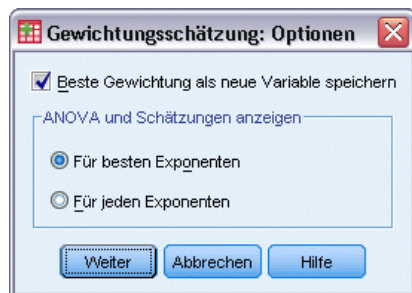 Gewichtungsschätzung: Optionen
Beste Gewichtung als neue Variable speichern
ANOVA und Schätzungen anzeigen
Für besten Exponenten
Für jeden Exponenten
Weiter Abbrechen Hilfe